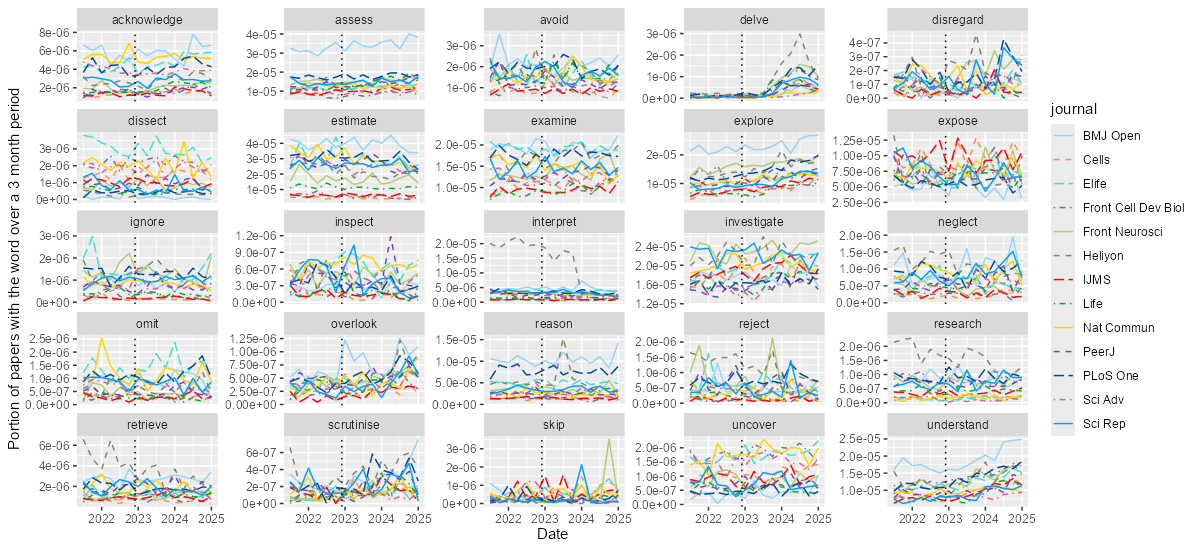 acknowledge
assess
avoid
delve
disregard
8e-06
6e-06
4e-06
2e-06
4e-05
3e-05
2e-05
1e-05
3e-06
2e-06
1e-06
3e-06
2e-06
1e-06
0e+00
4e-07
3e-07
2e-07
1e-07
0e+00
dissect
estimate
examine
explore
expose
3e-06
2e-06
1e-06
0e+00
4e-05
3e-05
2e-05
1e-05
2.0e-05
1.5e-05
1.0e-05
2e-05
1e-05
1.25e-05
1.00e-05
7.50e-06
5.00e-06
2.50e-06
ignore
inspect
interpret
investigate
neglect
3e-06
2e-06
1e-06
0e+00
1.2e-06
9.0e-07
6.0e-07
3.0e-07
0.0e+00
2.0e-05
1.5e-05
1.0e-05
5.0e-06
0.0e+00
2.4e-05
2.0e-05
1.6e-05
1.2e-05
2.0e-06
1.5e-06
1.0e-06
5.0e-07
0.0e+00
omit
overlook
reason
reject
research
2.5e-06
2.0e-06
1.5e-06
1.0e-06
5.0e-07
0.0e+00
1.25e-06
1.00e-06
7.50e-07
5.00e-07
2.50e-07
0.00e+00
1.5e-05
1.0e-05
5.0e-06
0.0e+00
2.0e-06
1.5e-06
1.0e-06
5.0e-07
0.0e+00
2.0e-06
1.5e-06
1.0e-06
5.0e-07
0.0e+00
retrieve
scrutinise
skip
uncover
understand
6e-06
4e-06
2e-06
6e-07
4e-07
2e-07
0e+00
3e-06
2e-06
1e-06
0e+00
2.0e-06
1.5e-06
1.0e-06
5.0e-07
0.0e+00
2.5e-05
2.0e-05
1.5e-05
1.0e-05
2022 2023 2024 2025
2022 2023 2024 2025
2022 2023 2024 2025
2022 2023 2024 2025
2022 2023 2024 2025
Date
Portion of papers with the word over a 3 month period
journal
BMJ Open
Cells
Elife
Front Cell Dev Biol
Front Neurosci
Heliyon
IJMS
Life
Nat Commun
PeerJ
PLoS One
Sci Adv
Sci Rep